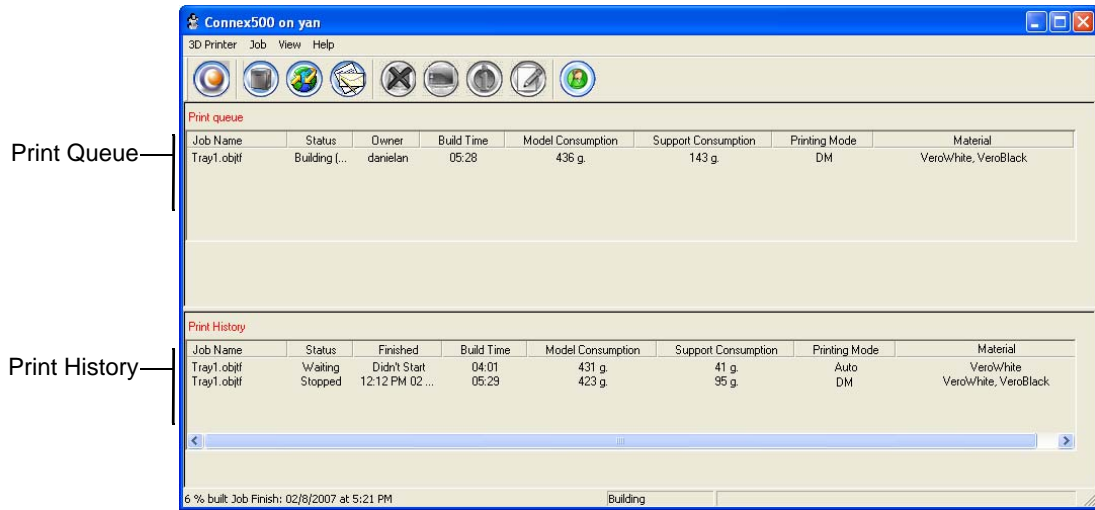 Connex500 on yan
3D Printer Job View Help
Print queue
Print Queue
Job Name Status Owner Build Time Model Consumption Support Consumption Printing Mode Material
Tray1.objtf Building (... danielan 05:28 436 g. 143 g. DM VeroWhite, VeroBlack
Print History
Print History
Job Name Status Finished Build Time Model Consumption Support Consumption Printing Mode Material
Tray1.objtf Waiting Didn't Start 04:01 431 g. 41 g. Auto VeroWhite
Tray1.objtf Stopped 12:12 PM 02 ... 05:29 423 g. 95 g. DM VeroWhite, VeroBlack
6 % built Job Finish: 02/8/2007 at 5:21 PM Building